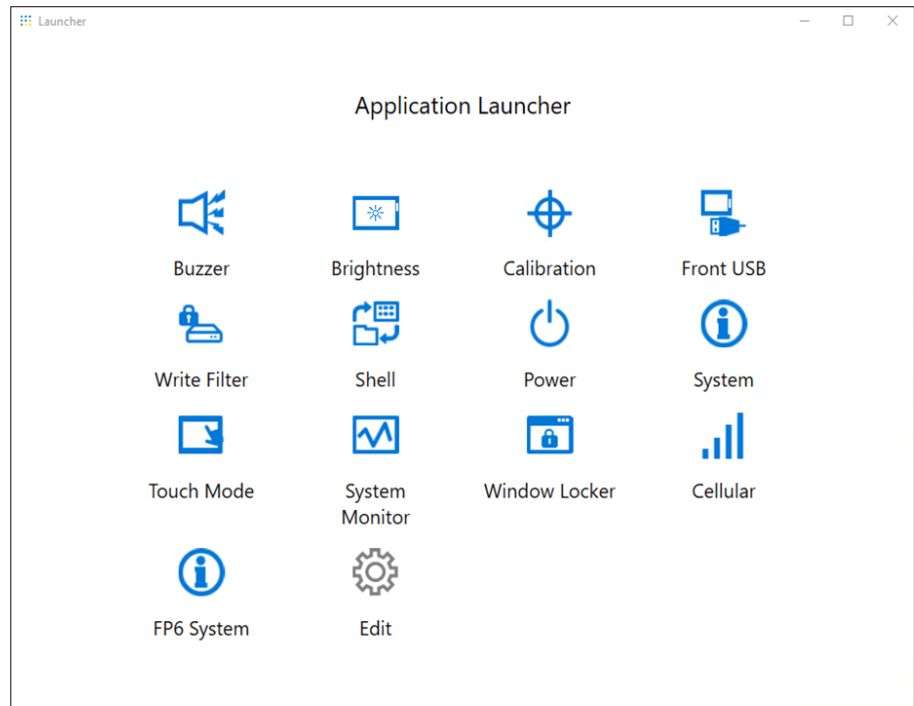 Launcher
Application Launcher
Buzzer
Brightness
Calibration
Front USB
Write Filter
Shell
Power
System
Touch Mode
System
Monitor
Window Locker
Cellular
FP6 System
Edit